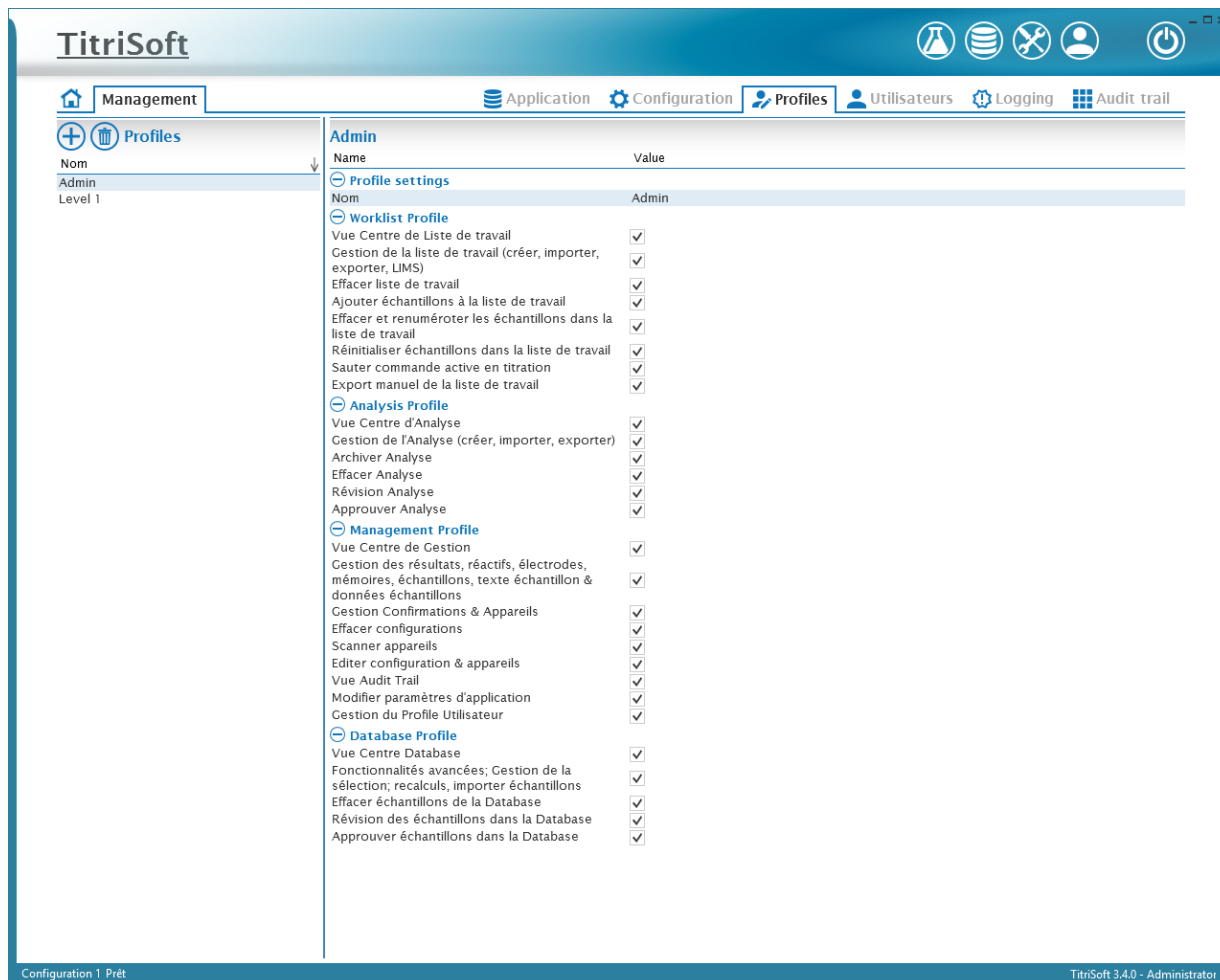 TitriSoft
Management
Application
Configuration
Profiles
Utilisateurs
Logging
Audit trail
Profiles
Nom
Admin
Level 1
Admin
Name Value
Profile settings
Nom Admin
Worklist Profile
Vue Centre de Liste de travail
Gestion de la liste de travail (créer, importer,
exporter, LIMS)
Effacer liste de travail
Ajouter échantillons à la liste de travail
Effacer et renuméroter les échantillons dans la
liste de travail
Réinitialiser échantillons dans la liste de travail
Sauter commande active en titration
Export manuel de la liste de travail
Analysis Profile
Vue Centre d'Analyse
Gestion de l'Analyse (créer, importer, exporter)
Archiver Analyse
Effacer Analyse
Révision Analyse
Approuver Analyse
Management Profile
Vue Centre de Gestion
Gestion des résultats, réactifs, électrodes,
mémoires, échantillons, texte échantillon &
données échantillons
Gestion Confirmations & Appareils
Effacer configurations
Scanner appareils
Editer configuration & appareils
Vue Audit Trail
Modifier paramètres d'application
Gestion du Profile Utilisateur
Database Profile
Vue Centre Database
Fonctionnalités avancées; Gestion de la
sélection; recalculs, importer échantillons
Effacer échantillons de la Database
Révision des échantillons dans la Database
Approuver échantillons dans la Database
Configuration 1 Prêt
TitriSoft 3.4.0 - Administrator